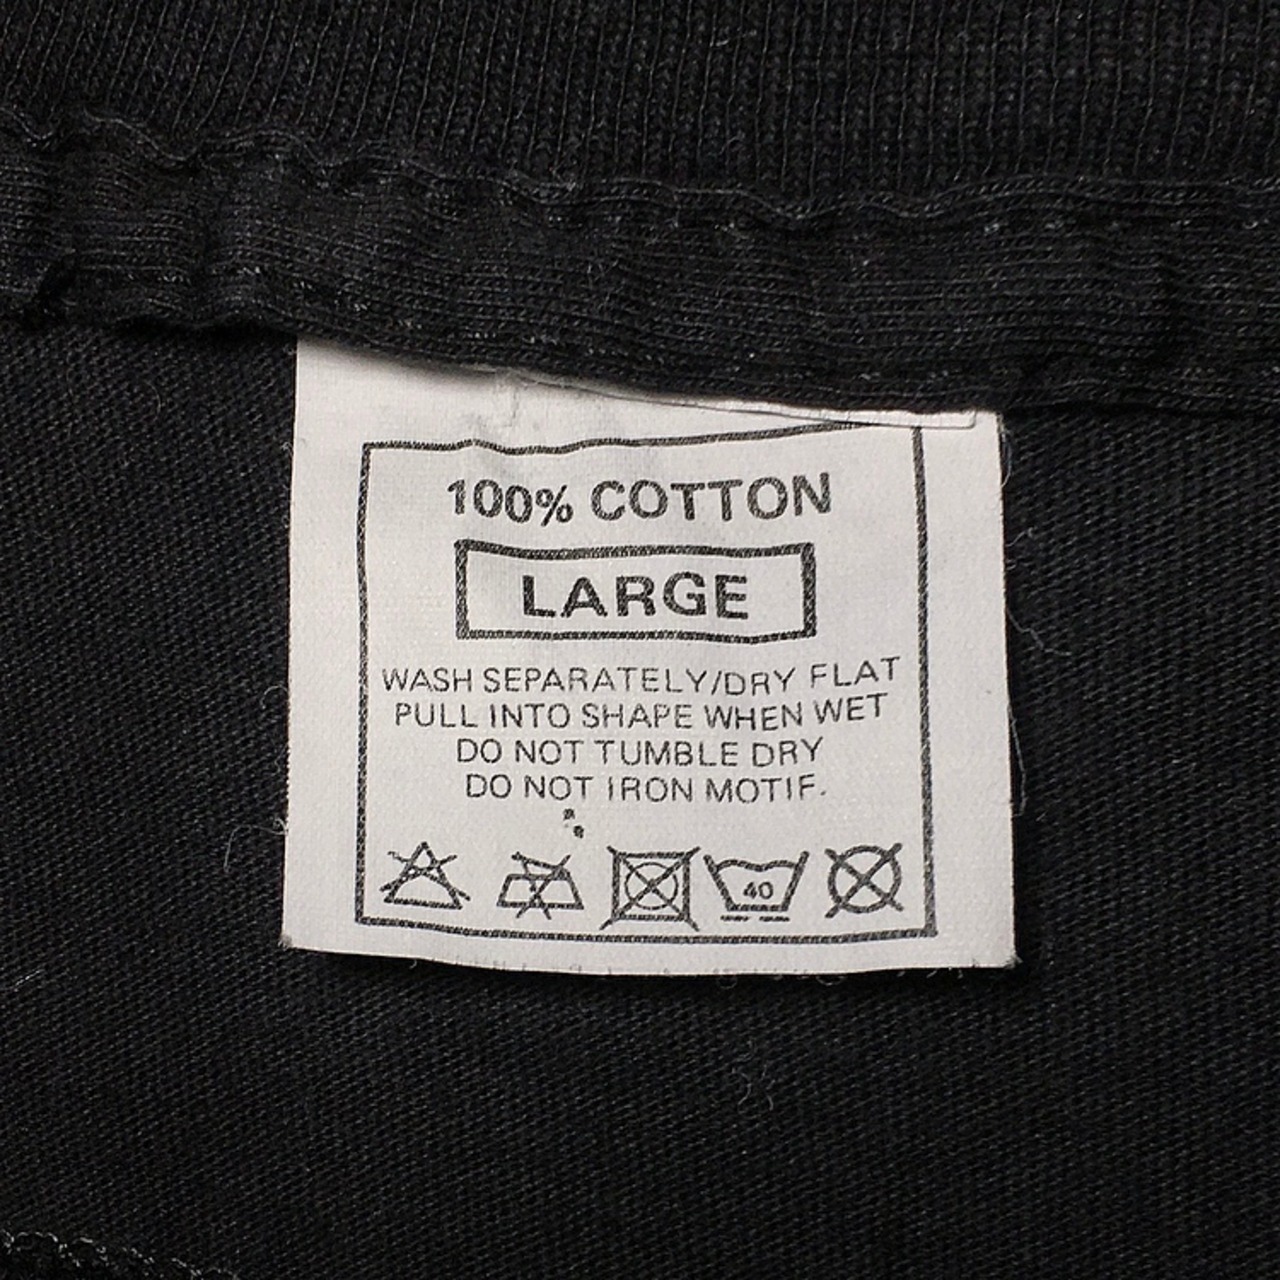 100% COTTON
LARGE
WASH SEPARATELY/DRY FLAT
PULL INTO SHAPE WHEN WET
DO NOT TUMBLE DRY
DO NOT IRON MOTIF.
40